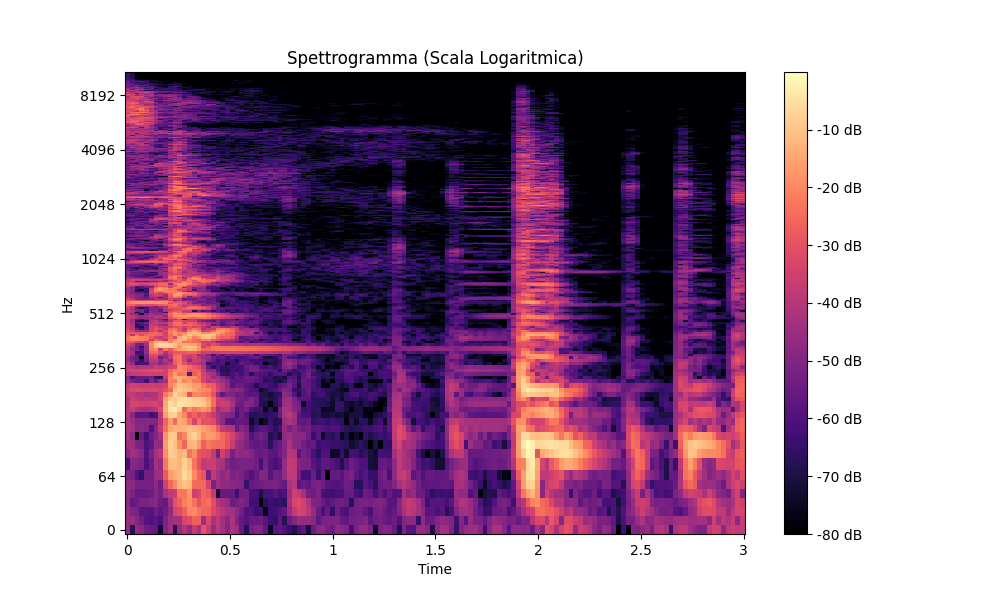 Spettrogramma (Scala Logaritmica)
Hz
8192
4096
2048
1024
512
256
128
64
0
0 0.5 1 1.5 2 2.5 3
Time
-10 dB
-20 dB
-30 dB
-40 dB
-50 dB
-60 dB
-70 dB
-80 dB